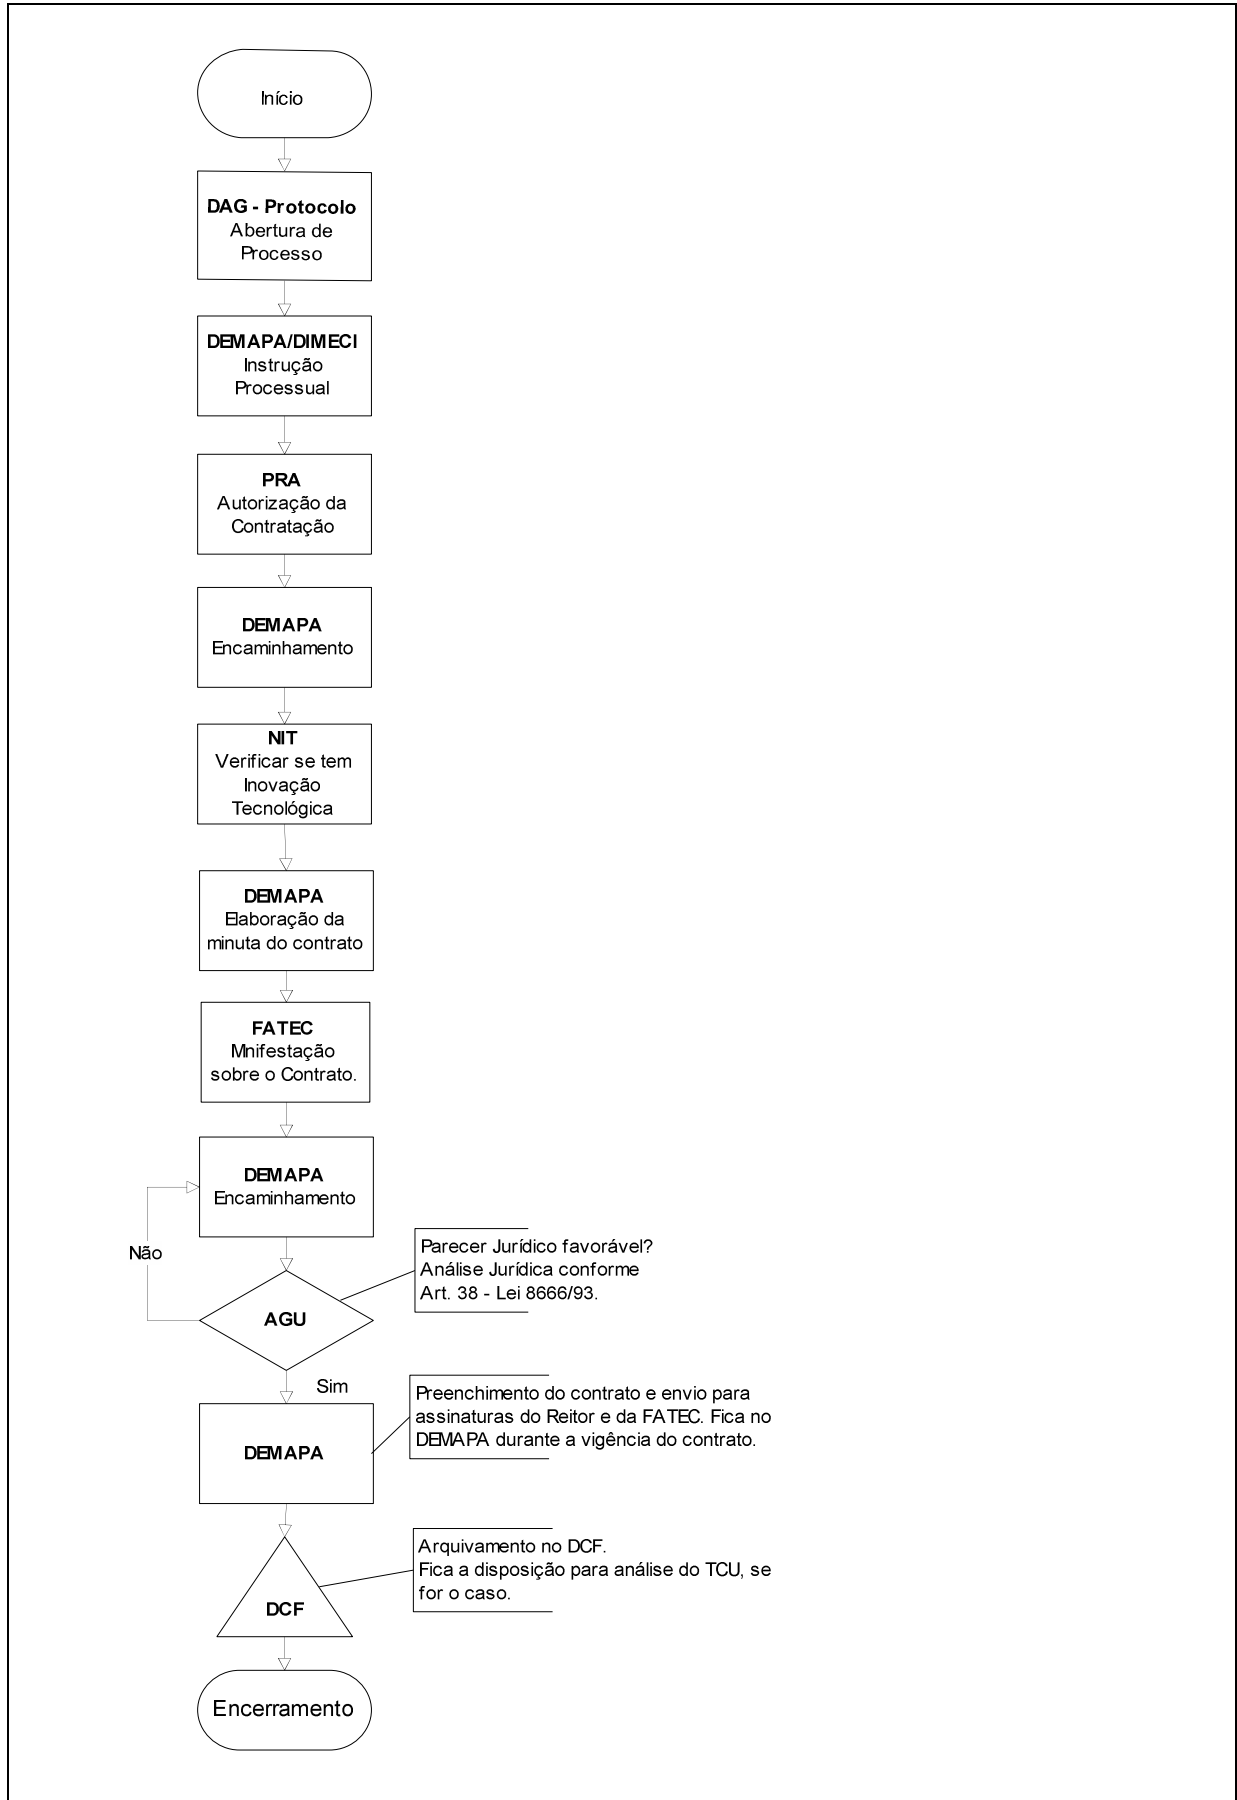 Início
DAG - Protocolo
Abertura de
Processo
DEMAPA/DIMECI
Instrução
Processual
PRA
Autorização da
Contratação
DEMAPA
Encaminhamento
NIT
Verificar se tem
Inovação
Tecnológica
DEMAPA
Elaboração da
minuta do contrato
FATEC
Mnifestação
sobre o Contrato.
DEMAPA
Encaminhamento
Não
Parecer Jurídico favorável?
Análise Jurídica conforme
Art. 38 - Lei 8666/93.
AGU
Sim
Preenchimento do contrato e envio para
assinaturas do Reitor e da FATEC. Fica no
DEMAPA durante a vigência do contrato.
DEMAPA
Arquivamento no DCF.
Fica a disposição para análise do TCU, se
for o caso.
DCF
Encerramento